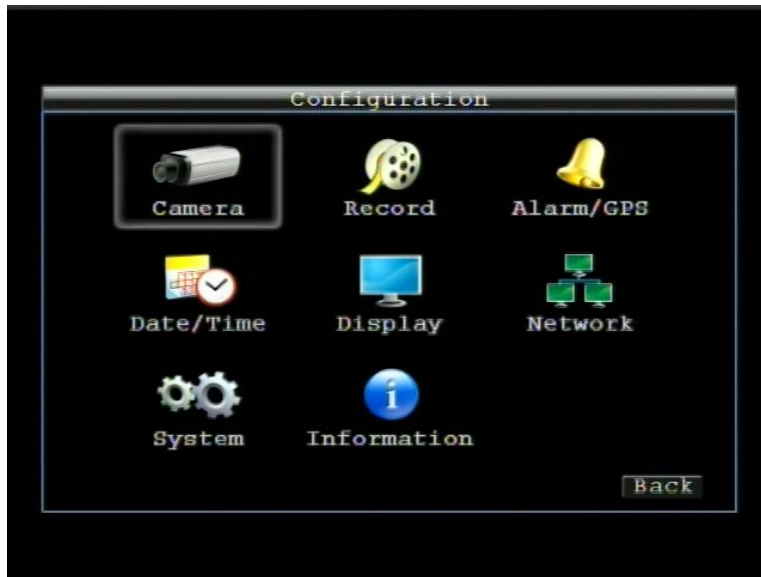 Configuration
Camera Record Alarm/GPS
Date/Time Display Network
System Information
Back